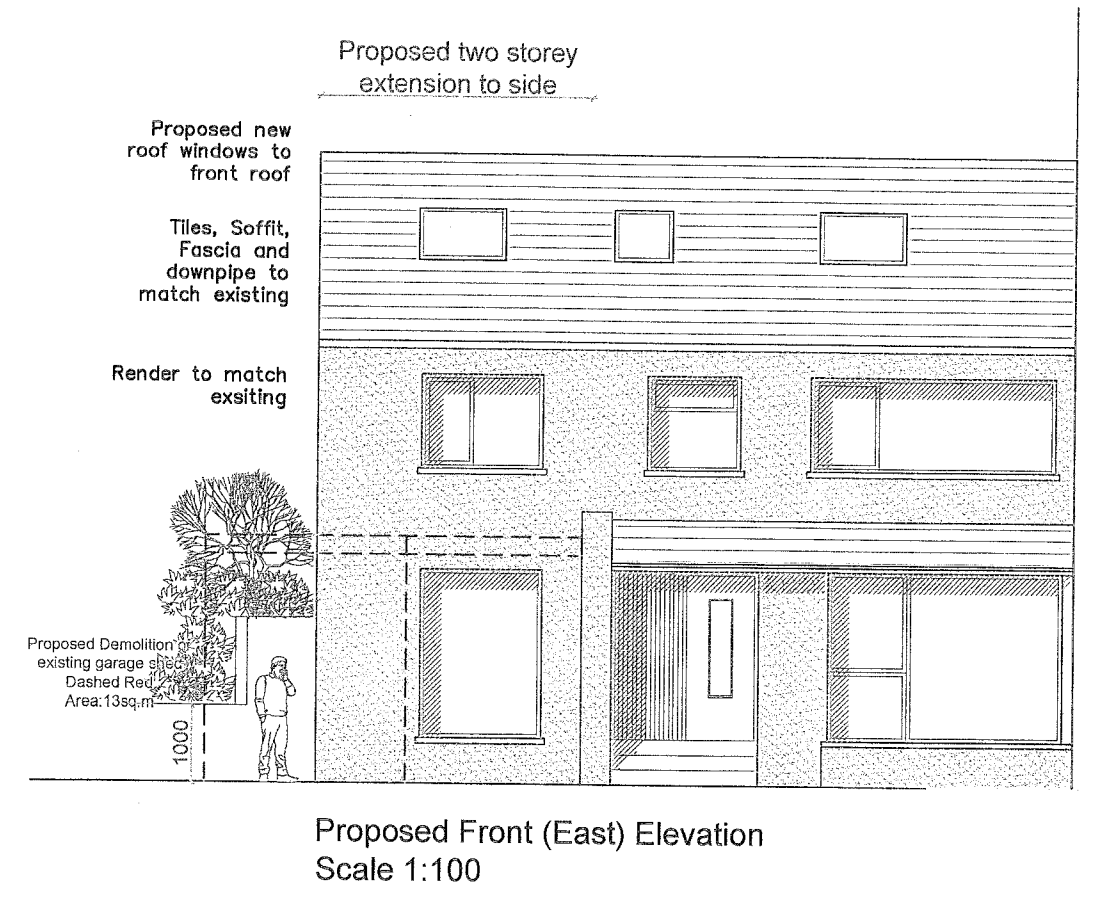 Proposed two storey
extension to side
Proposed new
roof windows to
front roof
Tiles, Soffit,
Fascia and
downpipe to
match existing
Render to match
exsiting
Proposed Demolition
existing garage shed
Dashed Red
Area:13sq.m
1000
Proposed Front (East) Elevation
Scale 1:100